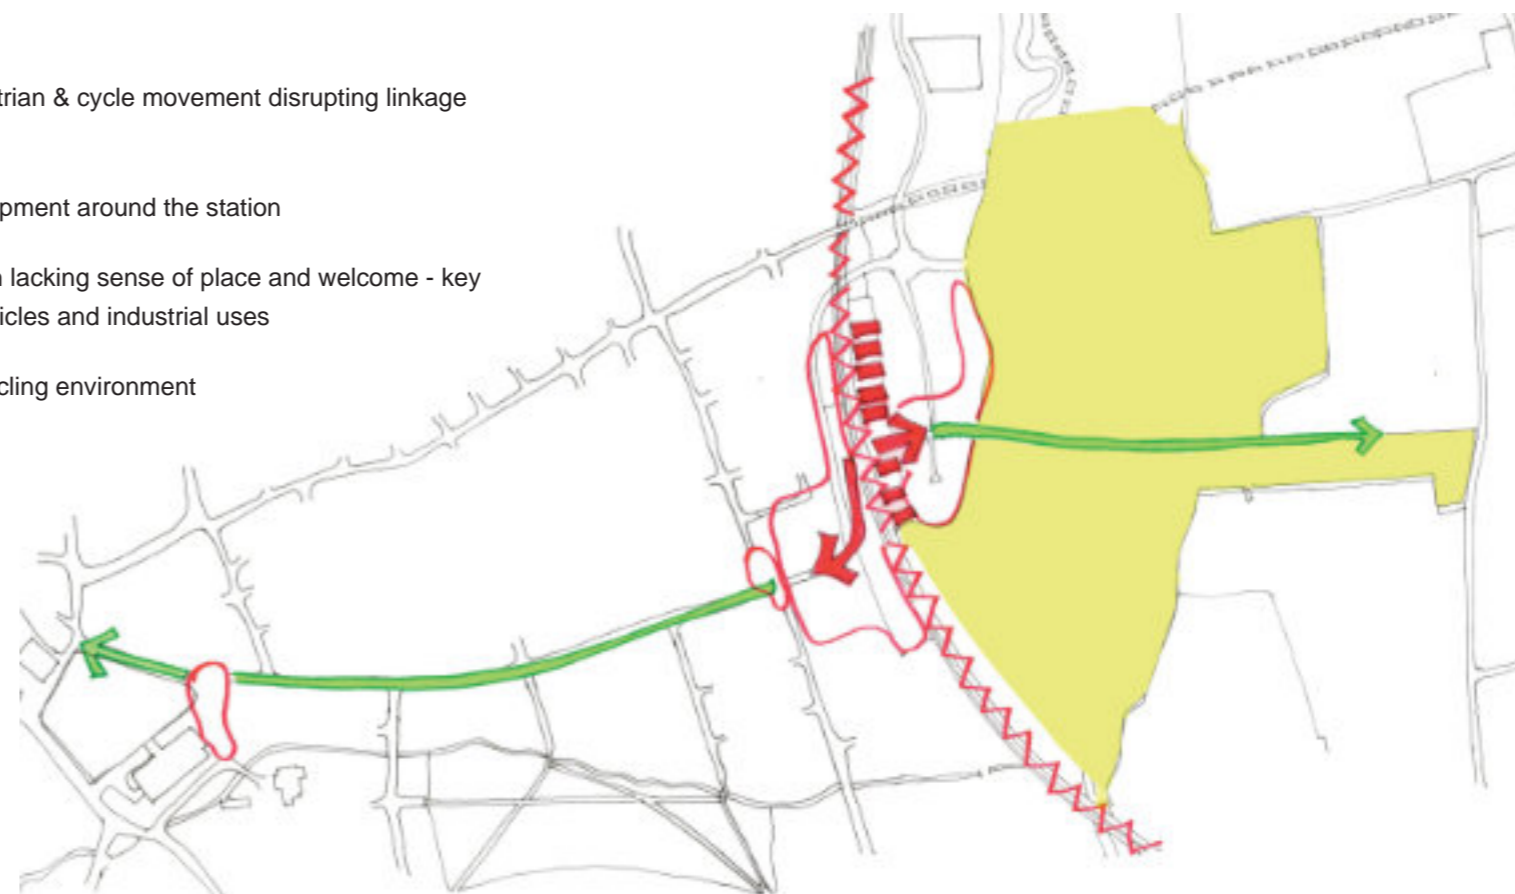 trian & cycle movement disrupting linkage
pment around the station
n lacking sense of place and welcome - key
icles and industrial uses
cling environment